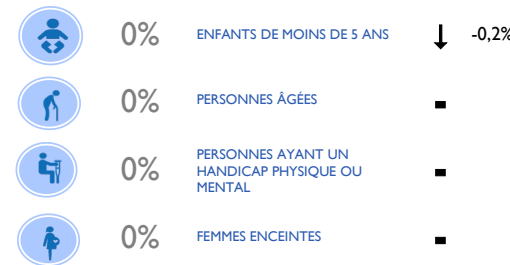 0% ENFANTS DE MOINS DE 5 ANS -0,2%
0% PERSONNES ÂGÉES -
0% PERSONNES AYANT UN
HANDICAP PHYSIQUE OU
MENTAL -
0% FEMMES ENCEINTES -